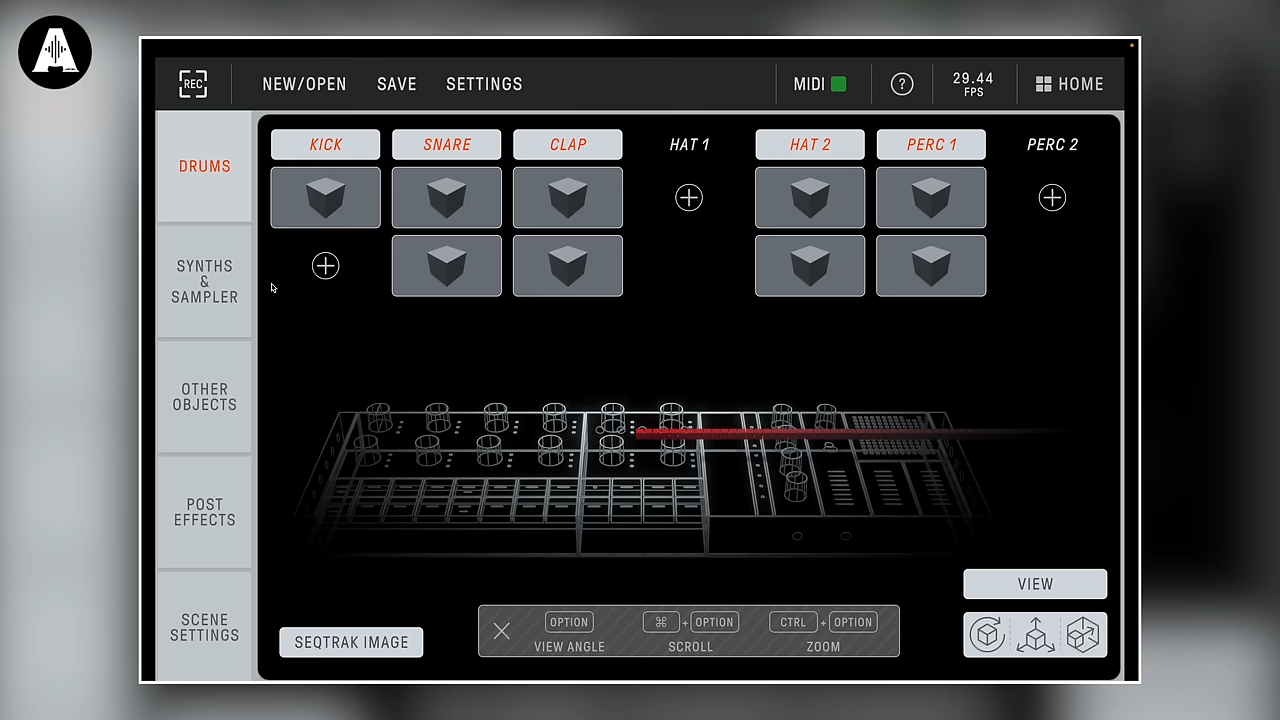 REC
NEW/OPEN
SAVE
SETTINGS
MIDI
?
29.44
FPS
HOME
DRUMS
SYNTHS
&
SAMPLER
OTHER
OBJECTS
POST
EFFECTS
SCENE
SETTINGS
KICK
SNARE
CLAP
HAT 1
HAT 2
PERC 1
PERC 2
SEQTRAK IMAGE
OPTION
VIEW ANGLE
⌘ + OPTION
SCROLL
CTRL + OPTION
ZOOM
VIEW